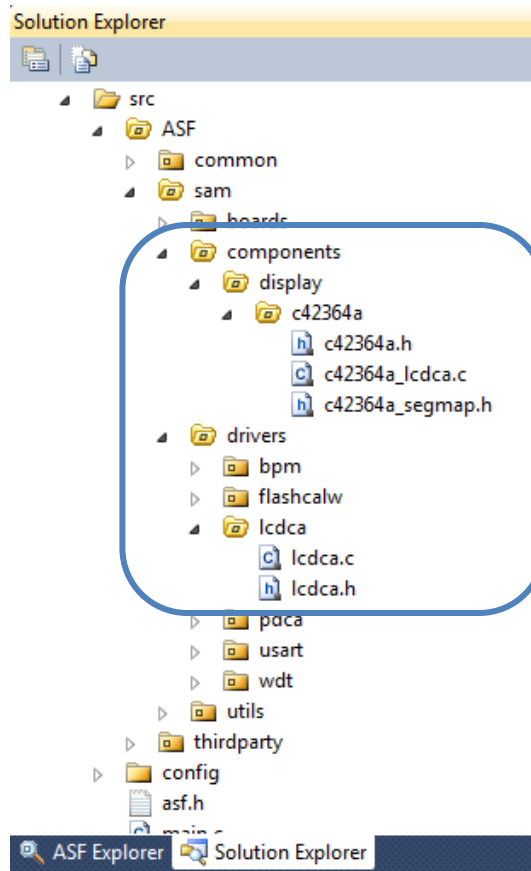 Solution Explorer
src
ASF
common
sam
boards
components
display
c42364a
c42364a.h
c42364a_lcdca.c
c42364a_segmap.h
drivers
bpm
flashcalw
lcdca
lcdca.c
lcdca.h
pdca
usart
wdt
utils
thirdparty
config
asf.h
main.c
ASF Explorer Solution Explorer